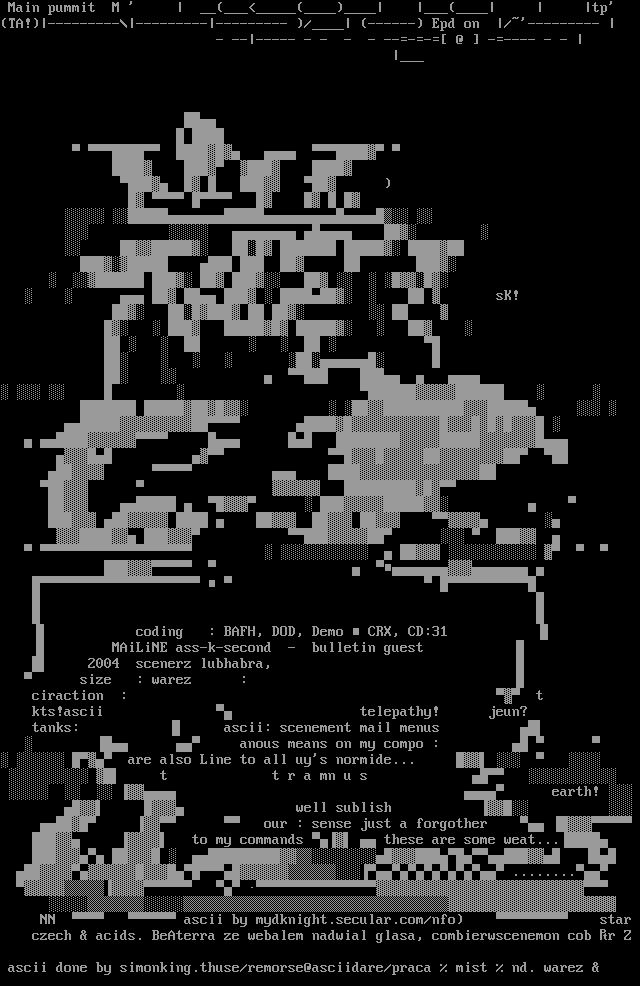 Main pummit M '
(TA!) Epd on
@
sK!
coding : BAFH, DOD, Demo ■ CRX, CD:31
MAiLiNE ass-k-second - bulletin guest
2004 scenerz lubhabra,
size : warez :
ciraction : t
kts!ascii telepathy! jeun?
tanks: ascii: scenement mail menus
anous means on my compo :
are also Line to all uy's normide...
t t r a m n u s
earth!
well sublish
our : sense just a forgother
to my commands these are some weat...
NN ascii by mydknight.secular.com/nfo) star
czech & acids. BeAterra ze webalem nadwial glasa, combierwscenemon cob Z
ascii done by simonking.thuse/remorse@asciidare/praca % mist % nd. warez &